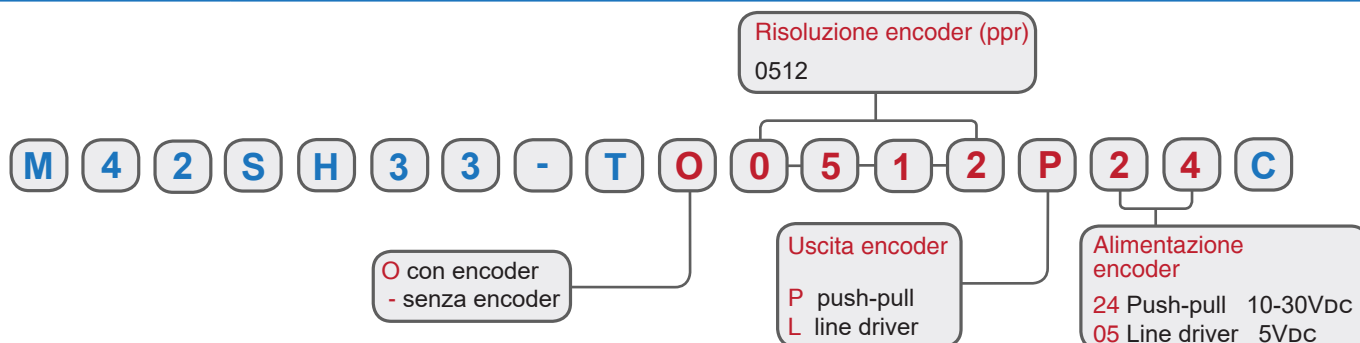 Risoluzione encoder (ppr)
0512
M 4 2 S H 3 3 - T O 0 5 1 2 P 2 4 C
O con encoder
- senza encoder
Uscita encoder
P push-pull
L line driver
Alimentazione
encoder
24 Push-pull 10-30VDC
05 Line driver 5VDC